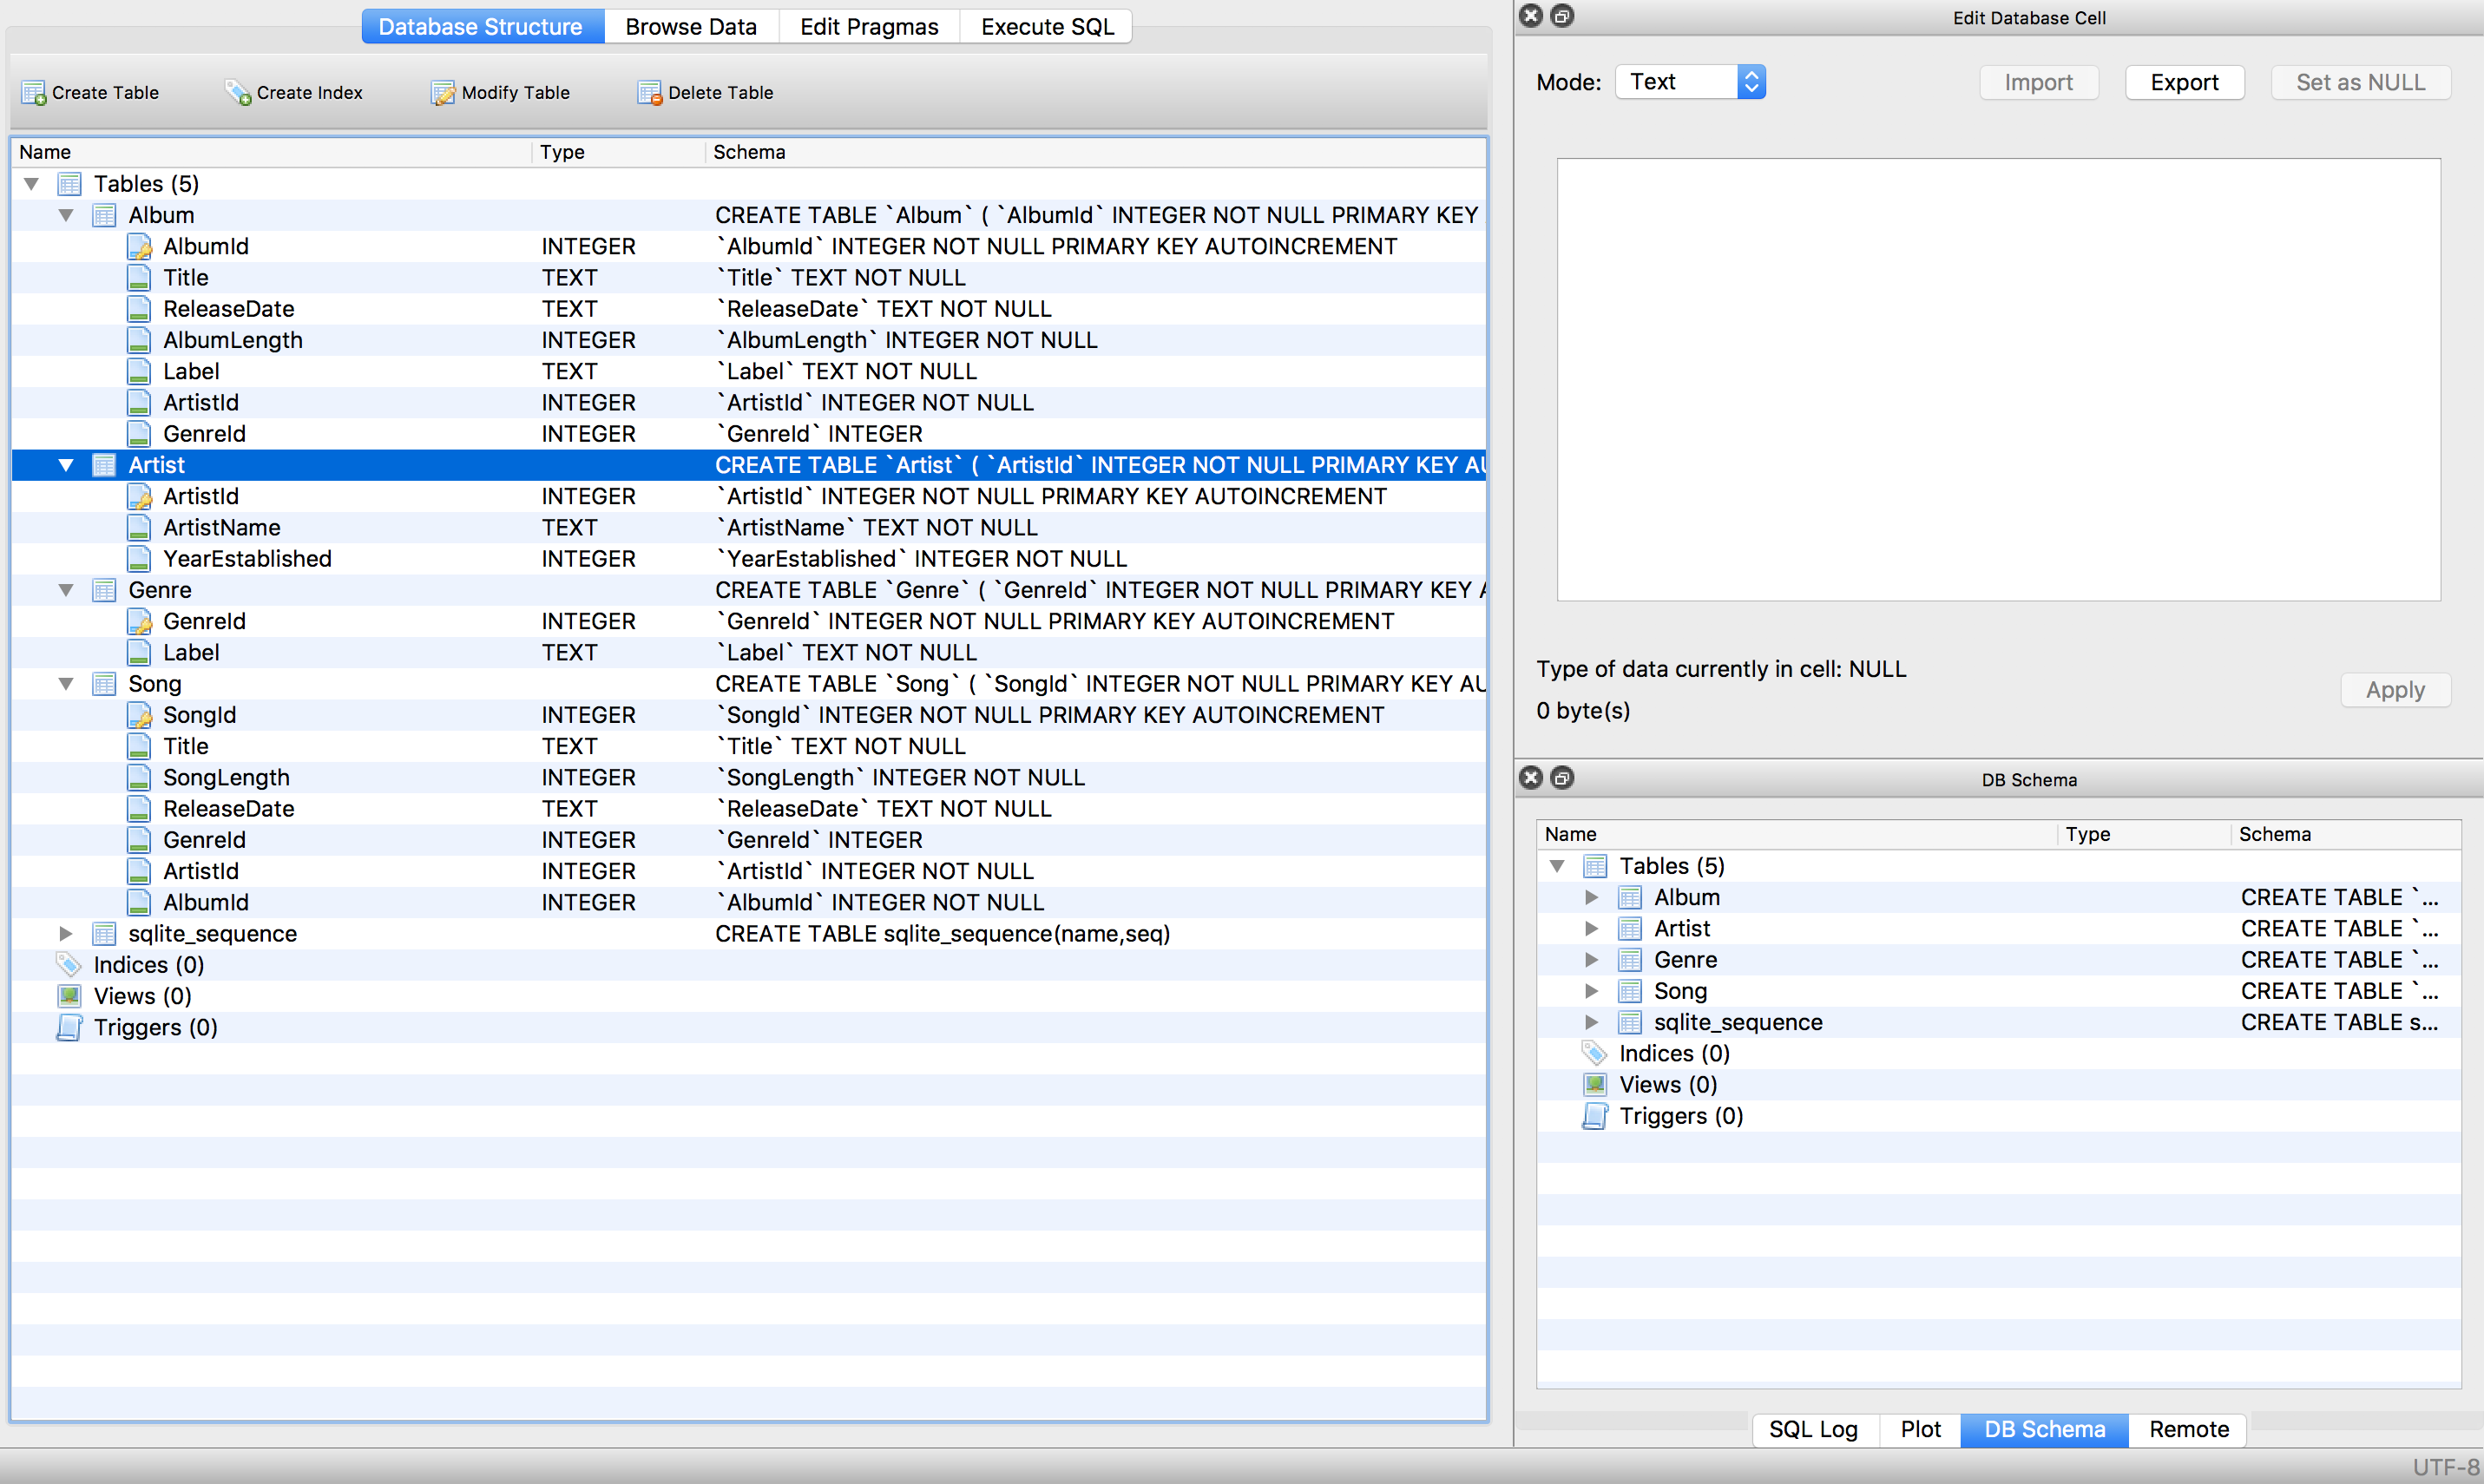 Database Structure Browse Data Edit Pragmas Execute SQL
Create Table Create Index Modify Table Delete Table
Name Type Schema
Tables (5)
Album CREATE TABLE `Album` ( `AlbumId` INTEGER NOT NULL PRIMARY KEY
AlbumId INTEGER `AlbumId` INTEGER NOT NULL PRIMARY KEY AUTOINCREMENT
Title TEXT `Title` TEXT NOT NULL
ReleaseDate TEXT `ReleaseDate` TEXT NOT NULL
AlbumLength INTEGER `AlbumLength` INTEGER NOT NULL
Label TEXT `Label` TEXT NOT NULL
ArtistId INTEGER `ArtistId` INTEGER NOT NULL
GenreId INTEGER `GenreId` INTEGER
Artist CREATE TABLE `Artist` ( `ArtistId` INTEGER NOT NULL PRIMARY KEY AU
ArtistId INTEGER `ArtistId` INTEGER NOT NULL PRIMARY KEY AUTOINCREMENT
ArtistName TEXT `ArtistName` TEXT NOT NULL
YearEstablished INTEGER `YearEstablished` INTEGER NOT NULL
Genre CREATE TABLE `Genre` ( `GenreId` INTEGER NOT NULL PRIMARY KEY A
GenreId INTEGER `GenreId` INTEGER NOT NULL PRIMARY KEY AUTOINCREMENT
Label TEXT `Label` TEXT NOT NULL
Song CREATE TABLE `Song` ( `SongId` INTEGER NOT NULL PRIMARY KEY AU
SongId INTEGER `SongId` INTEGER NOT NULL PRIMARY KEY AUTOINCREMENT
Title TEXT `Title` TEXT NOT NULL
SongLength INTEGER `SongLength` INTEGER NOT NULL
ReleaseDate TEXT `ReleaseDate` TEXT NOT NULL
GenreId INTEGER `GenreId` INTEGER
ArtistId INTEGER `ArtistId` INTEGER NOT NULL
AlbumId INTEGER `AlbumId` INTEGER NOT NULL
sqlite_sequence CREATE TABLE sqlite_sequence(name,seq)
Indices (0)
Views (0)
Triggers (0)
Edit Database Cell
Mode: Text Import Export Set as NULL
Type of data currently in cell: NULL
Apply
0 byte(s)
DB Schema
Name Type Schema
Tables (5)
Album CREATE TABLE `...
Artist CREATE TABLE `...
Genre CREATE TABLE `...
Song CREATE TABLE `...
sqlite_sequence CREATE TABLE s...
Indices (0)
Views (0)
Triggers (0)
SQL Log Plot DB Schema Remote
UTF-8